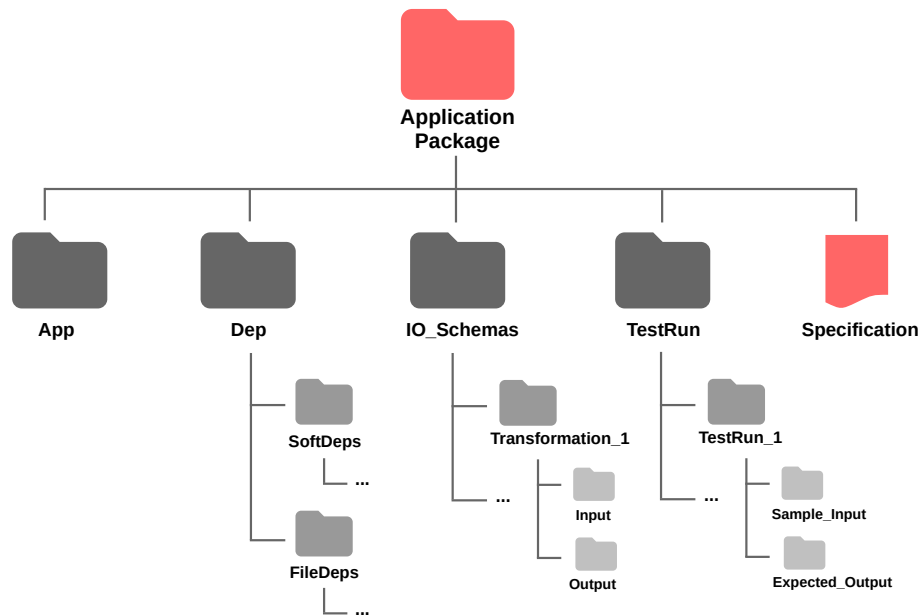 Application
Package
App
Dep
IO_Schemas
TestRun
Specification
SoftDeps
...
FileDeps
...
Transformation_1
Input
Output
...
TestRun_1
Sample_Input
Expected_Output
...